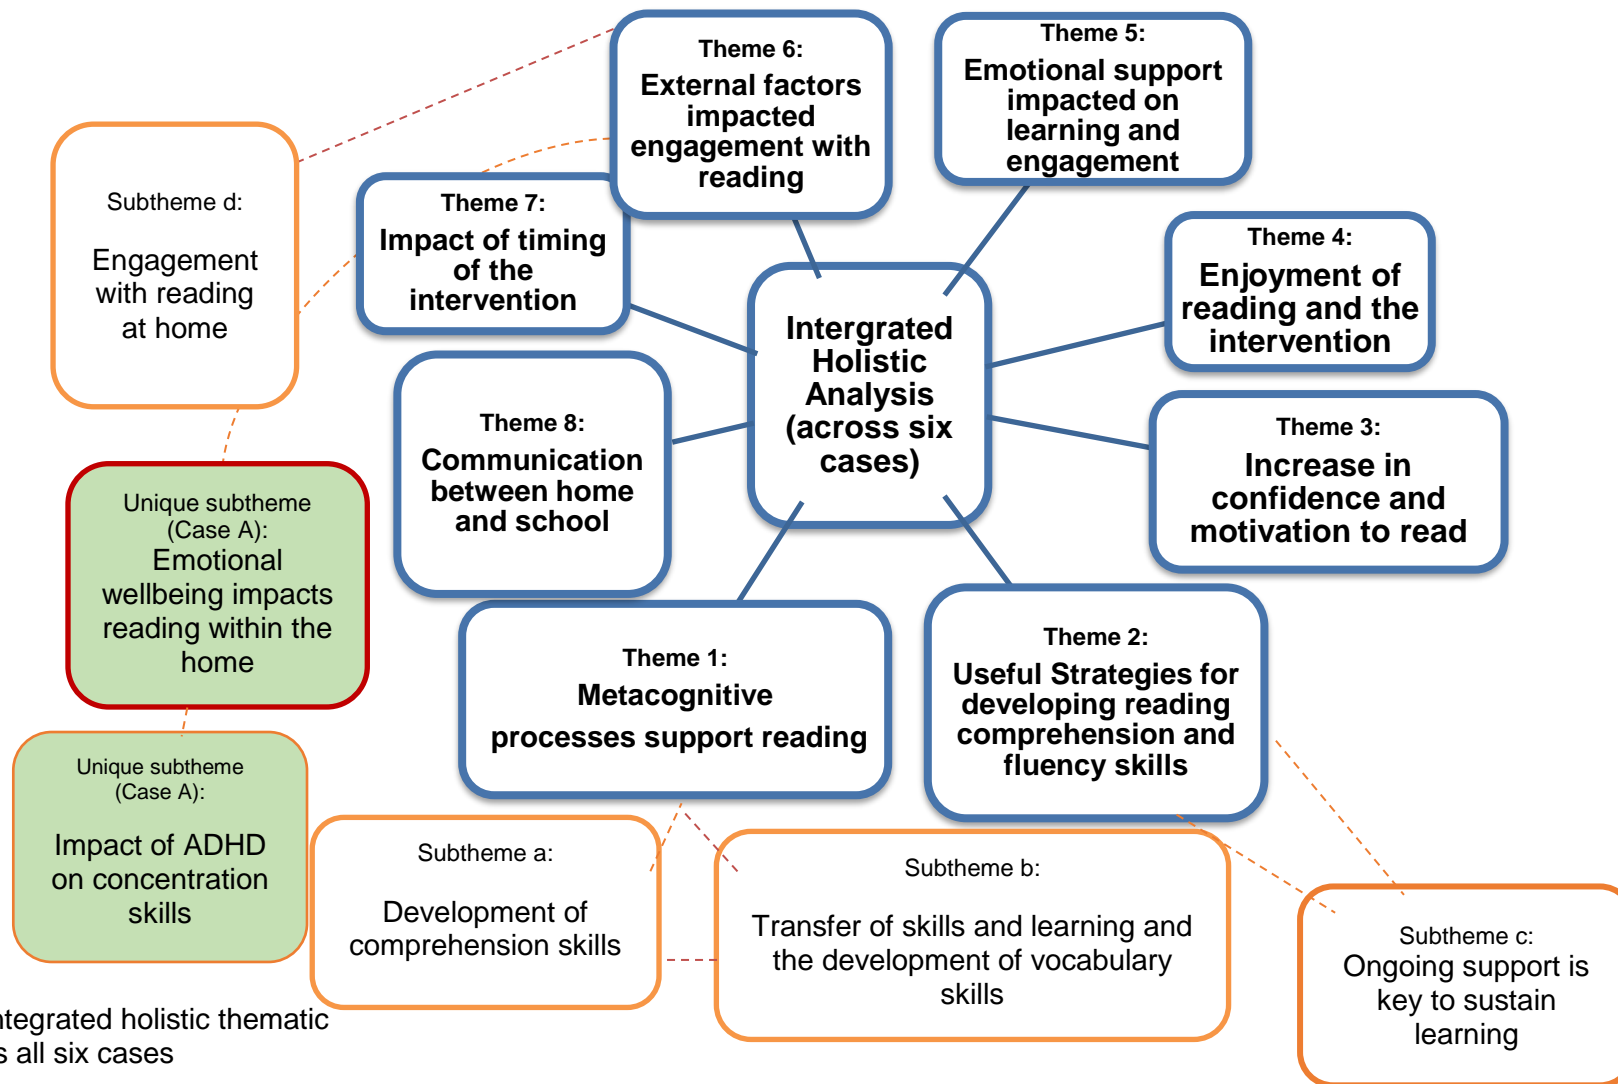 Theme 6:
External factors
impacted
engagement with
reading
Theme 5:
Emotional support
impacted on
learning and
engagement
Subtheme d:
Engagement
with reading
at home
Theme 7:
Impact of timing
of the
intervention
Theme 4:
Enjoyment of
reading and the
intervention
Intergrated
Holistic
Analysis
(across six
cases)
Theme 8:
Communication
between home
and school
Theme 3:
Increase in
confidence and
motivation to read
Unique subtheme
(Case A):
Emotional
wellbeing impacts
reading within the
home
Theme 1:
Metacognitive
processes support reading
Theme 2:
Useful Strategies for
developing reading
comprehension and
fluency skills
Unique subtheme
(Case A):
Impact of ADHD
on concentration
skills
Subtheme a:
Development of
comprehension skills
Subtheme b:
Transfer of skills and learning and
the development of vocabulary
skills
Subtheme c:
Ongoing support is
key to sustain
learning
ntegrated holistic thematic
s all six cases